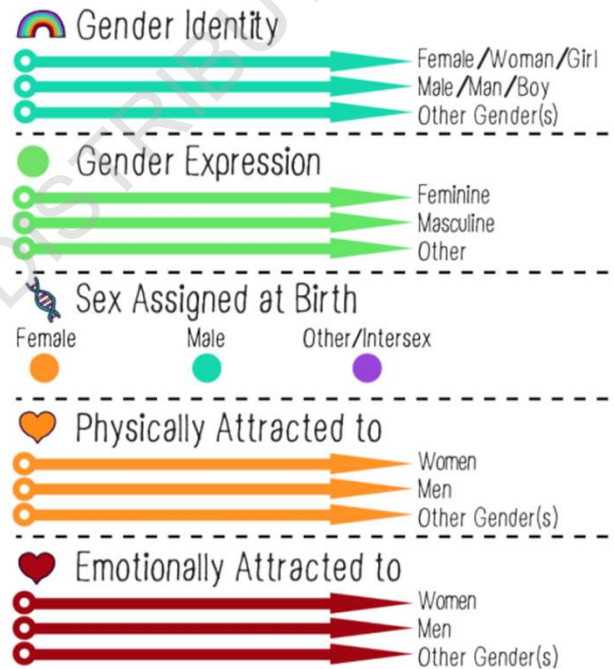 Gender Identity
Female/Woman/Girl
Male/Man/Boy
Other Gender(s)
Gender Expression
Feminine
Masculine
Other
Sex Assigned at Birth
Female Male Other/Intersex
Physically Attracted to
Women
Men
Other Gender(s)
Emotionally Attracted to
Women
Men
Other Gender(s)
DISTRIBU